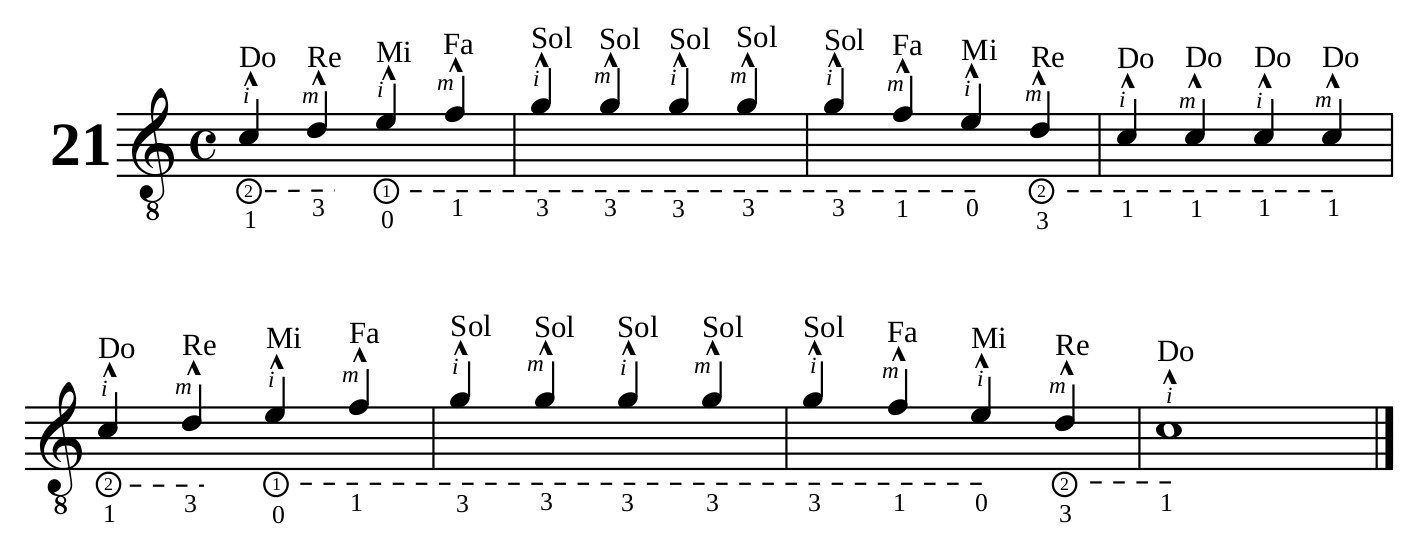 Do Re Mi Fa Sol Sol Sol Sol Sol Fa Mi Re Do Do Do Do
i m i m i m i m i m i m i m i m
21
2 1 2
8 1 3 0 1 3 3 3 3 3 1 0 3 1 1 1 1
Do Re Mi Fa Sol Sol Sol Sol Sol Fa Mi Re Do
i m i m i m i m i m i m i
2 1 2
8 1 3 0 1 3 3 3 3 3 1 0 3 1